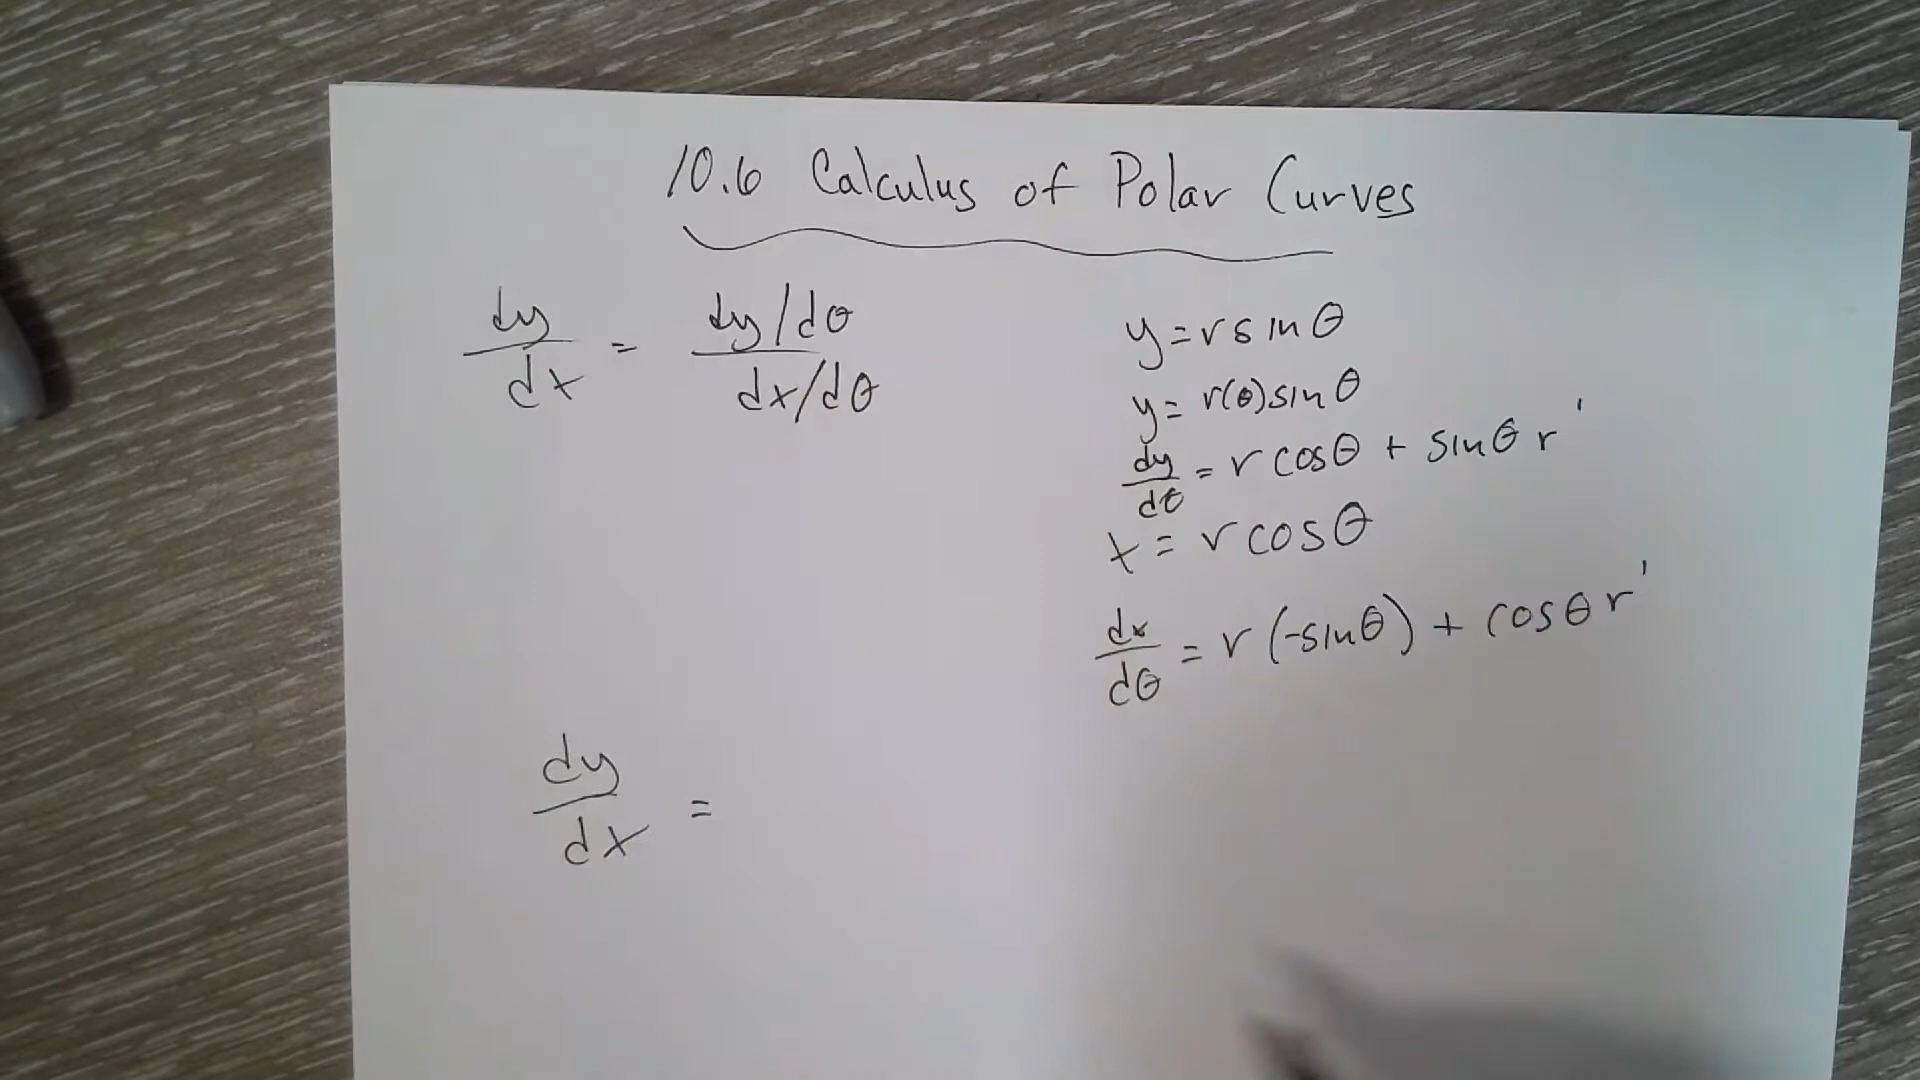 10.6 Calculus of Polar Curves
dy/dx = (dy/dθ)/(dx/dθ)
y = r sin θ
y = r(θ) sin θ
dy/dθ = r cos θ + sin θ r'
x = r cos θ
dx/dθ = r (-sin θ) + cos θ r'
dy/dx =